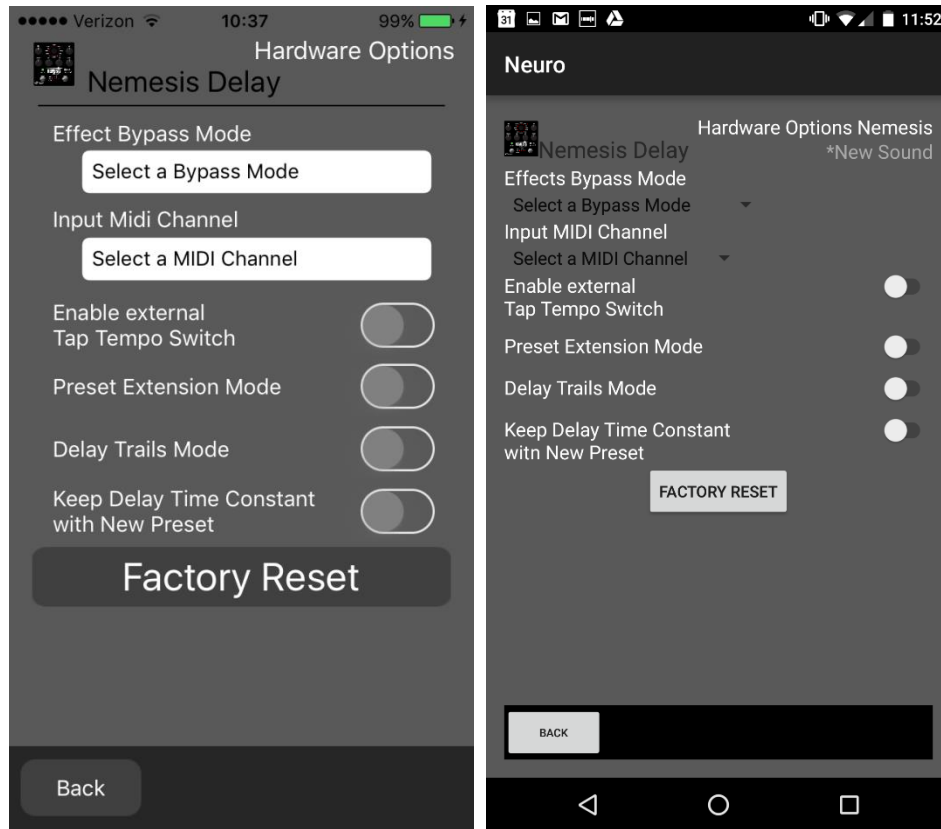 Verizon 10:37 99%
Hardware Options
Nemesis Delay
Effect Bypass Mode
Select a Bypass Mode
Input Midi Channel
Select a MIDI Channel
Enable external
Tap Tempo Switch
Preset Extension Mode
Delay Trails Mode
Keep Delay Time Constant
with New Preset
Factory Reset
Back
31 11:52
Neuro
Hardware Options Nemesis
Nemesis Delay *New Sound
Effects Bypass Mode
Select a Bypass Mode
Input MIDI Channel
Select a MIDI Channel
Enable external
Tap Tempo Switch
Preset Extension Mode
Delay Trails Mode
Keep Delay Time Constant
witn New Preset
FACTORY RESET
BACK